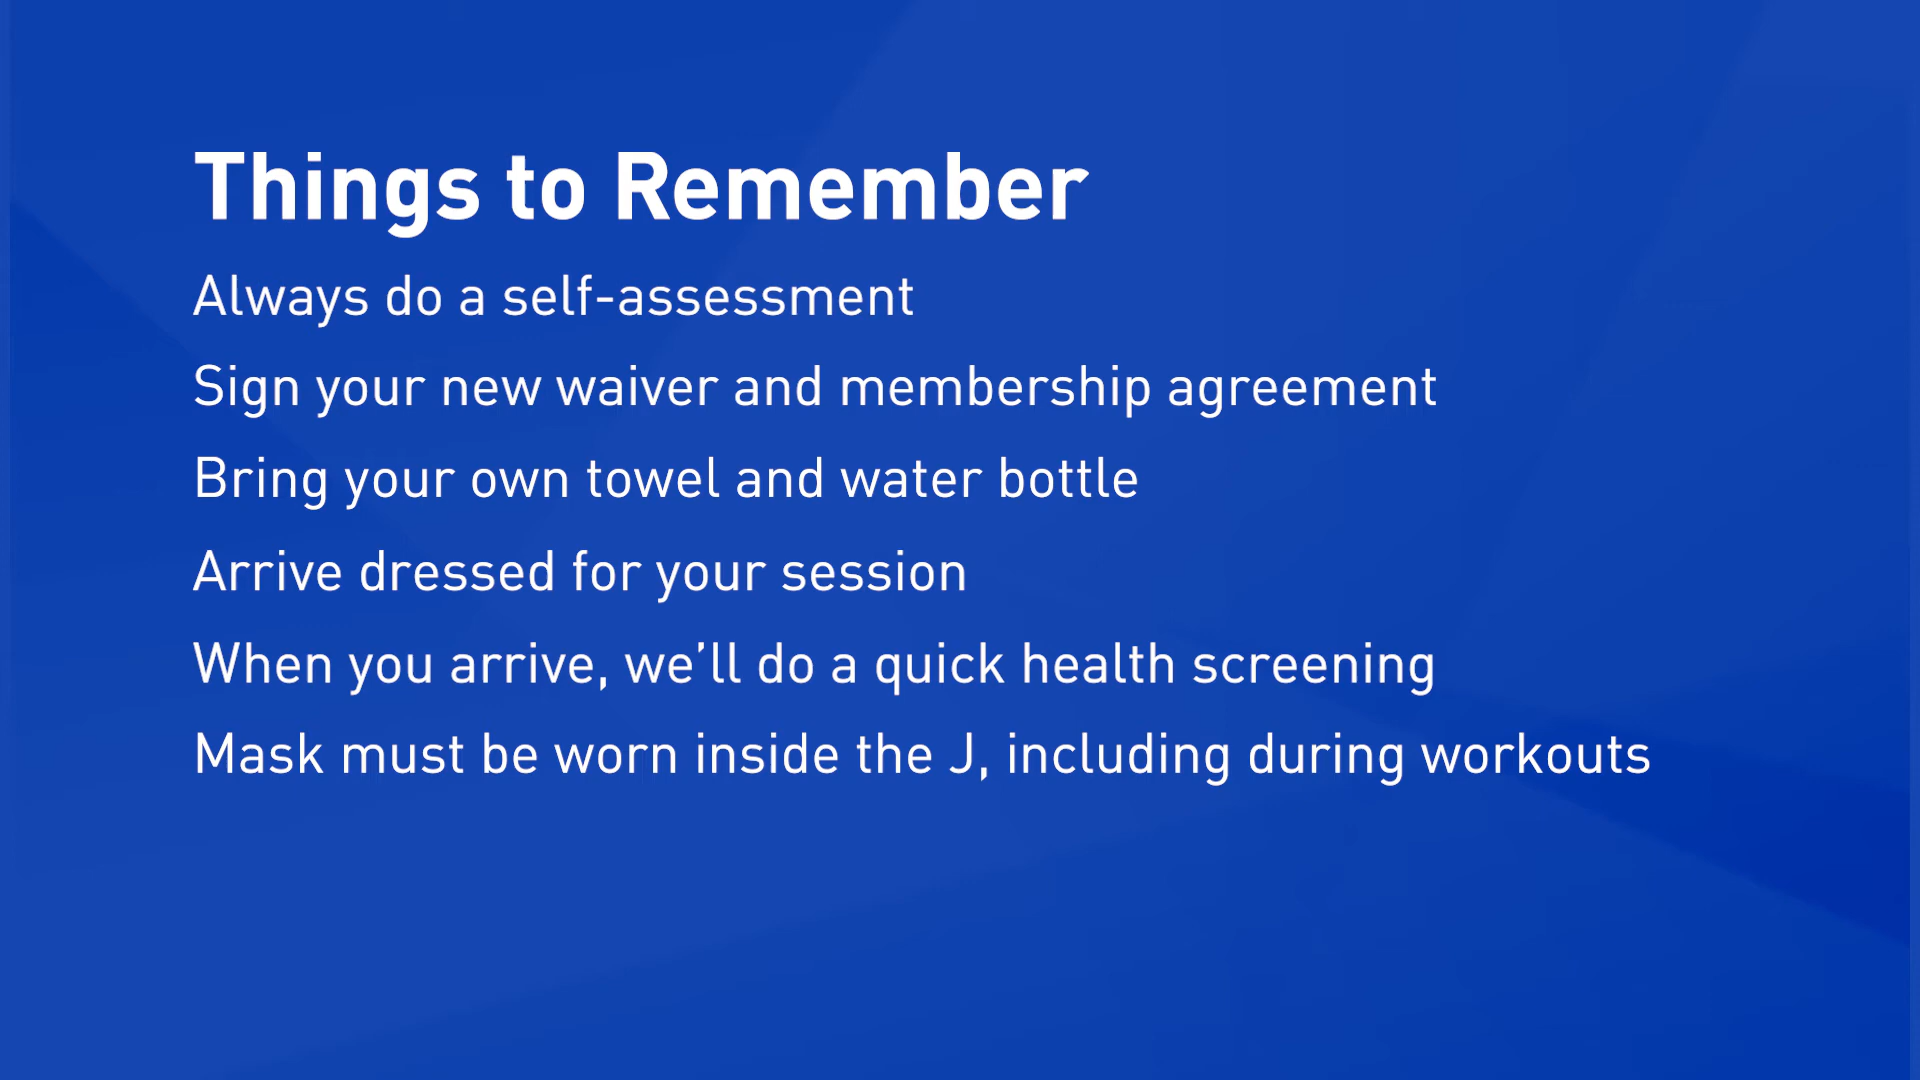 Things to Remember
Always do a self-assessment
Sign your new waiver and membership agreement
Bring your own towel and water bottle
Arrive dressed for your session
When you arrive, we’ll do a quick health screening
Mask must be worn inside the J, including during workouts